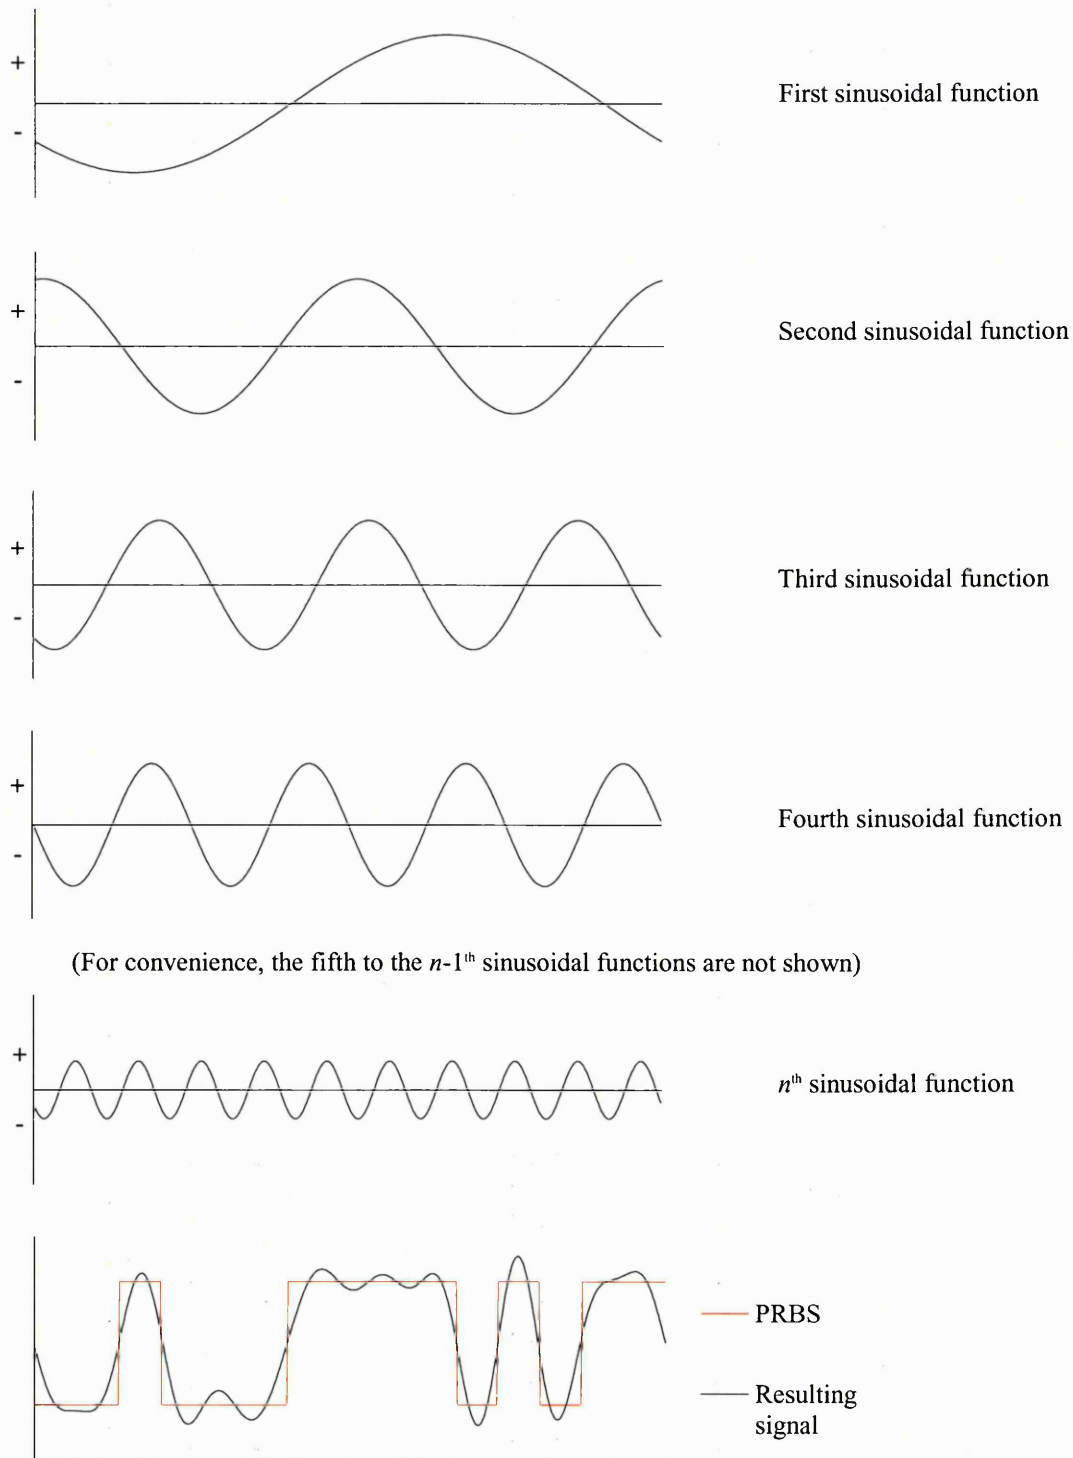 +
First sinusoidal function
-
+
Second sinusoidal function
-
+
Third sinusoidal function
-
+
Fourth sinusoidal function
-
(For convenience, the fifth to the n-1th sinusoidal functions are not shown)
+
nth sinusoidal function
-
PRBS
Resulting
signal